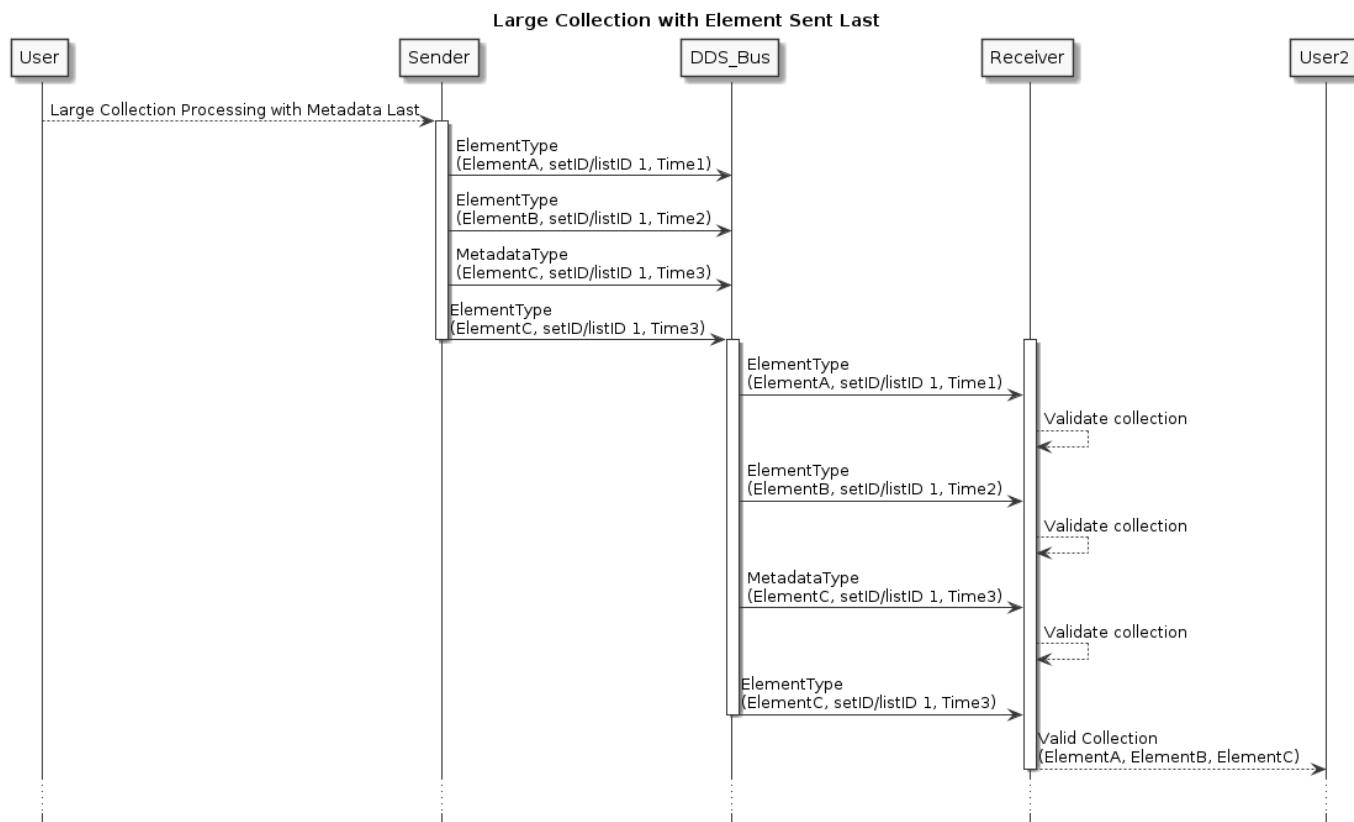 Large Collection with Element Sent Last
User
Sender
DDS_Bus
Receiver
User2
Large Collection Processing with Metadata Last
ElementType
(ElementA, setID/listID 1, Time1)
ElementType
(ElementB, setID/listID 1, Time2)
MetadataType
(ElementC, setID/listID 1, Time3)
ElementType
(ElementC, setID/listID 1, Time3)
ElementType
(ElementA, setID/listID 1, Time1)
Validate collection
ElementType
(ElementB, setID/listID 1, Time2)
Validate collection
MetadataType
(ElementC, setID/listID 1, Time3)
Validate collection
ElementType
(ElementC, setID/listID 1, Time3)
Valid Collection
(ElementA, ElementB, ElementC)